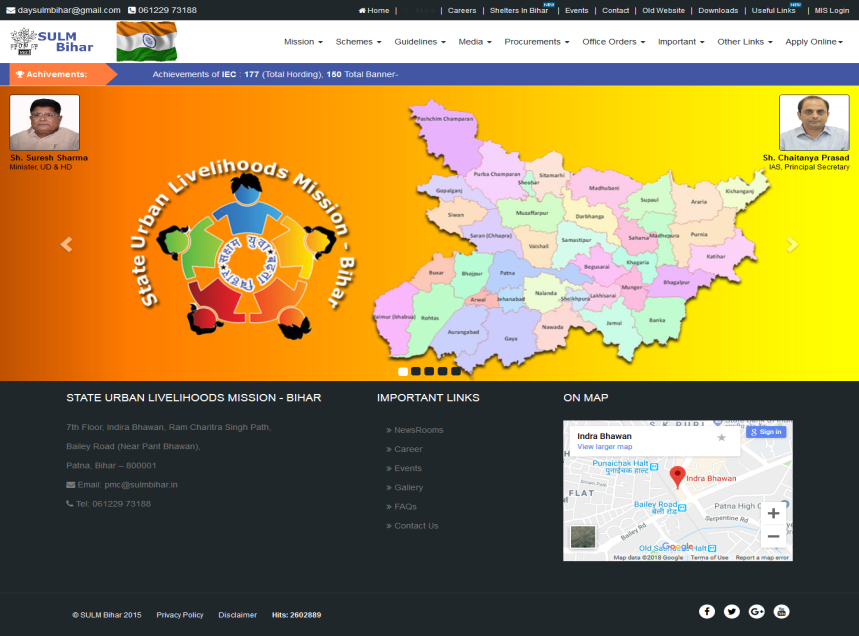 daysulmbihar@gmail.com 061229 73188
Home | | Careers | Shelters In Bihar | Events | Contact | Old Website | Downloads | Useful Links | MIS Login
SULM
Bihar
Mission Schemes Guidelines Media Procurements Office Orders Important Other Links Apply Online
Achivements:
Achievements of IEC : 177 (Total Hording), 150 Total Banner-
Sh. Suresh Sharma
Minister, UD & HD
Sh. Chaitanya Prasad
IAS, Principal Secretary
State Urban Livelihoods Mission - Bihar
Pashchim Champaran
Purba Champaran
Sitamarhi
Sheohar
Madhubani
Kishanganj
Gopalganj
Supaul
Araria
Siwan
Muzaffarpur
Darbhanga
Saran (Chhapra)
Vaishali
Samastipur
Saharsa
Madhepura
Purnia
Katihar
Buxar
Bhojpur
Patna
Begusarai
Khagaria
Bhagalpur
Munger
Arwal
Jehanabad
Nalanda
Sheikhpura
Lakhisarai
Rohtas
Aurangabad
Gaya
Nawada
Jamui
Banka
STATE URBAN LIVELIHOODS MISSION - BIHAR
7th Floor, Indra Bhawan, Ram Charitra Singh Path,
Bailey Road (Near Pant Bhawan),
Patna, Bihar – 800001
Email: pmc@sulmbihar.in
Tel: 061229 73188
IMPORTANT LINKS
» NewsRooms
» Career
» Events
» Gallery
» FAQs
» Contact Us
ON MAP
Indra Bhawan
View larger map
Sign in
S K PURI
Punaichak Halt
पुनाईचक हाल्ट
Indra Bhawan
FLAT
Bailey Road
बेली रोड
Patna High C
Serpentine Rd
Bailey Rd
Google
Map data ©2018 Google Terms of Use Report a map error
© SULM Bihar 2015 Privacy Policy Disclaimer Hits: 2602889